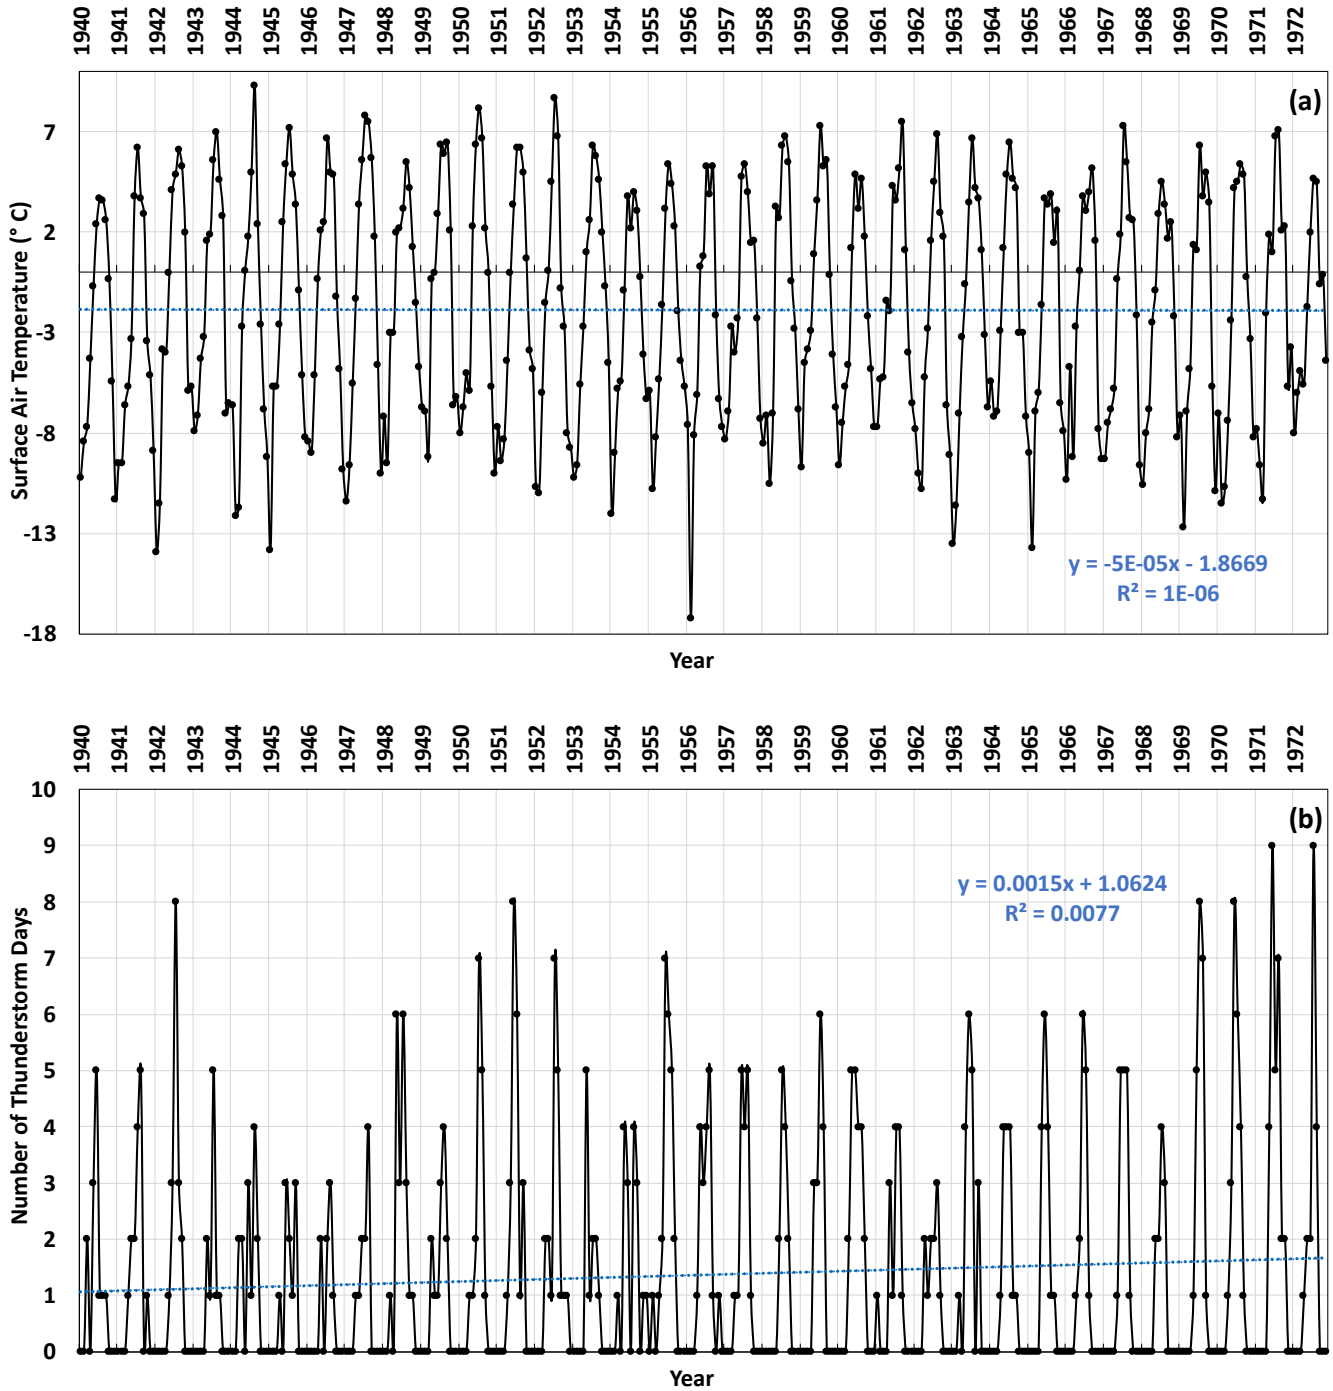 1940 1941 1942 1943 1944 1945 1946 1947 1948 1949 1950 1951 1952 1953 1954 1955 1956 1957 1958 1959 1960 1961 1962 1963 1964 1965 1966 1967 1968 1969 1970 1971 1972
(a)
7
2
-3
-8
-13
-18
Surface Air Temperature (° C)
y = -5E-05x - 1.8669
R² = 1E-06
Year
1940 1941 1942 1943 1944 1945 1946 1947 1948 1949 1950 1951 1952 1953 1954 1955 1956 1957 1958 1959 1960 1961 1962 1963 1964 1965 1966 1967 1968 1969 1970 1971 1972
10
(b)
9
8
7
6
5
4
3
2
1
0
Number of Thunderstorm Days
y = 0.0015x + 1.0624
R² = 0.0077
Year